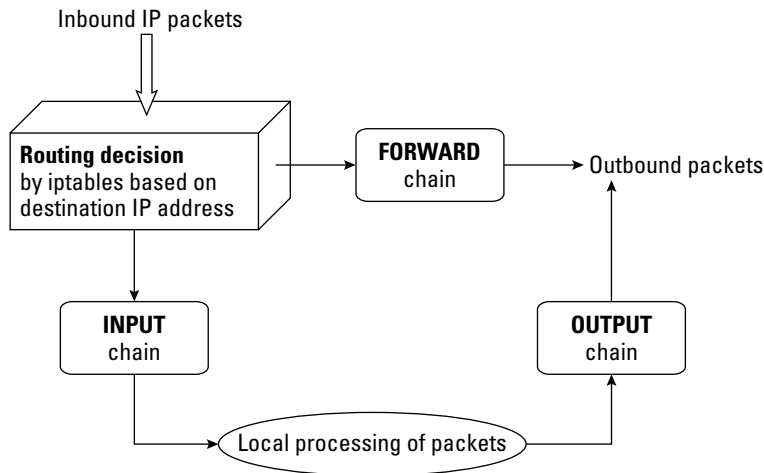 Inbound IP packets
Routing decision
by iptables based on
destination IP address
FORWARD
chain
Outbound packets
INPUT
chain
OUTPUT
chain
Local processing of packets